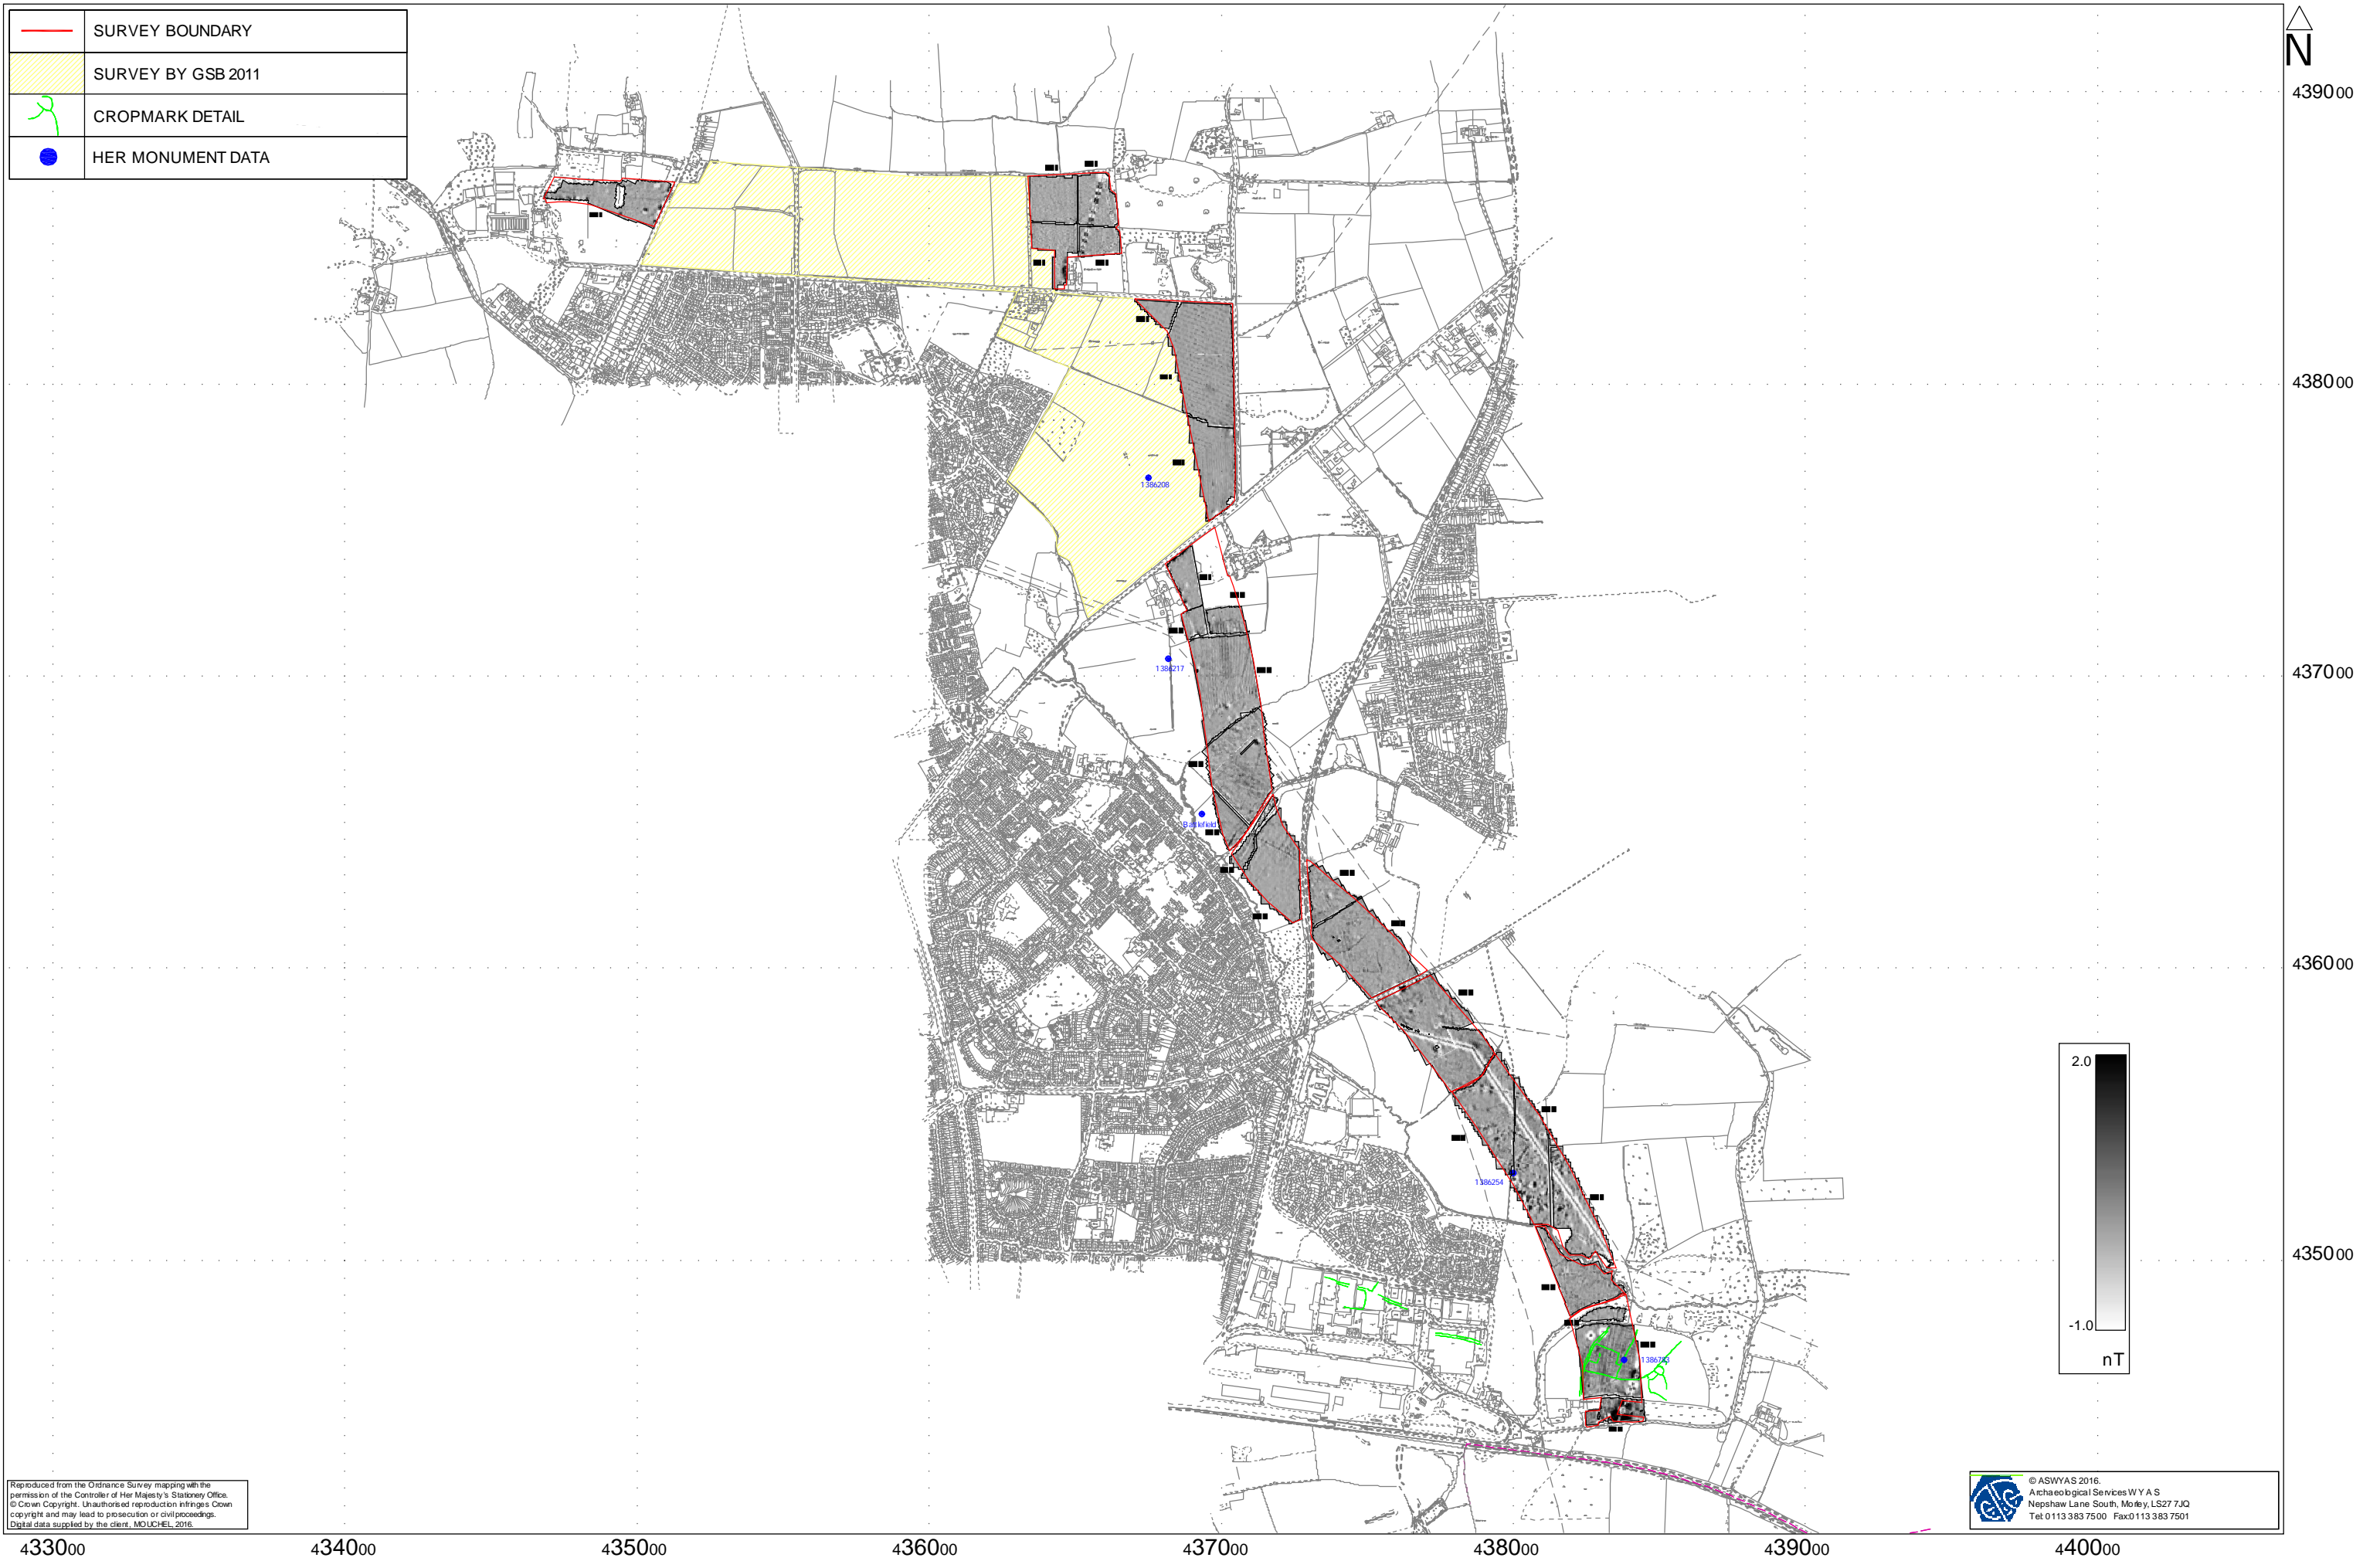 SURVEY BOUNDARY
SURVEY BY GSB 2011
CROPMARK DETAIL
HER MONUMENT DATA
N
439000
438000
437000
436000
435000
1386208
1386217
Battlefield
1386254
2.0
-1.0
nT
Reproduced from the Ordnance Survey mapping with the
permission of the Controller of Her Majesty's Stationery Office.
© Crown Copyright. Unauthorised reproduction infringes Crown
copyright and may lead to prosecution or civil proceedings.
Digital data supplied by the client, MOUCHEL, 2016.
© ASWYAS 2016.
Archaeological Services W Y A S
Nepshaw Lane South, Morley, LS27 7JQ
Tel: 0113 383 7500 Fax:0113 383 7501
433000 434000 435000 436000 437000 438000 439000 440000